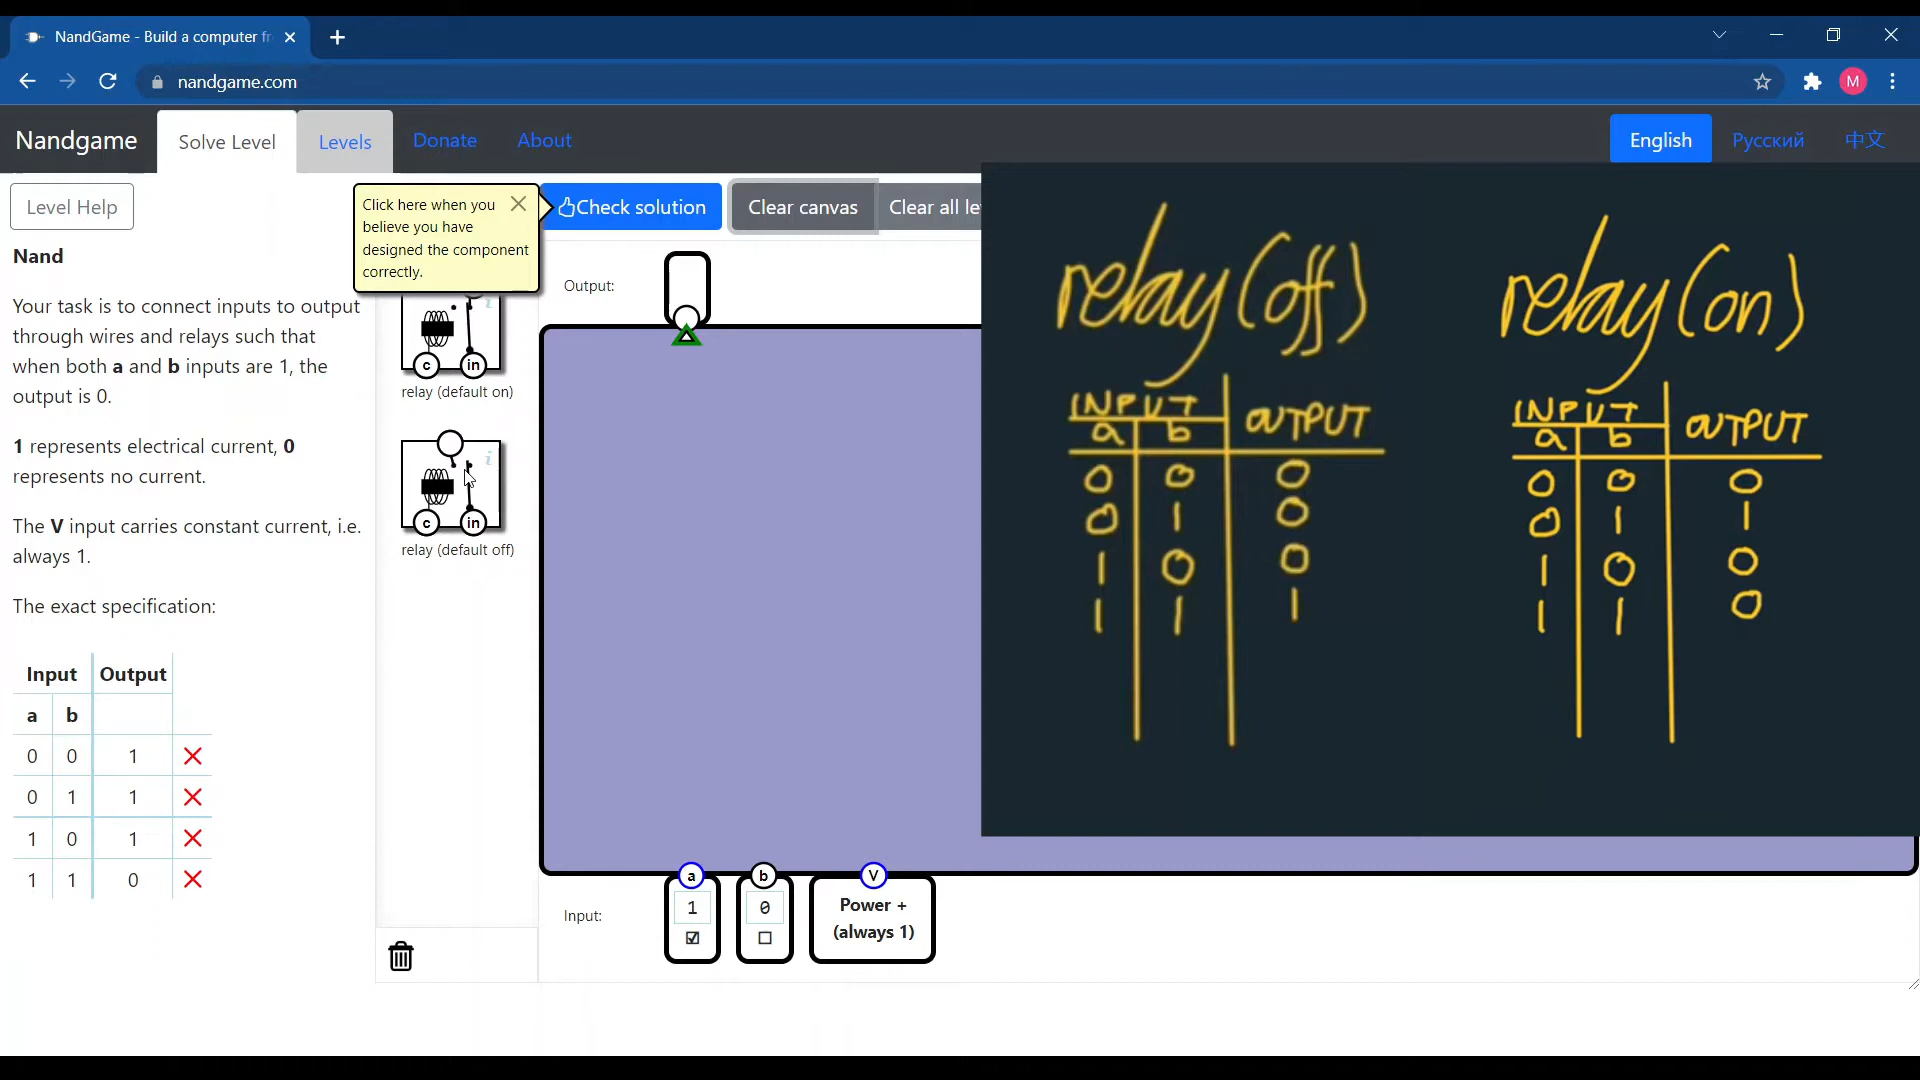 NandGame - Build a computer fr
nandgame.com
M
Nandgame
Solve Level
Levels
Donate
About
English
Русский
中文
Level Help
Click here when you
believe you have
designed the component
correctly.
Check solution
Clear canvas
Clear all le
Nand
Your task is to connect inputs to output
through wires and relays such that
when both a and b inputs are 1, the
output is 0.
1 represents electrical current, 0
represents no current.
The V input carries constant current, i.e.
always 1.
The exact specification:
Input Output
a b
0 0 1
0 1 1
1 0 1
1 1 0
i
c in
relay (default on)
i
c in
relay (default off)
Output:
Input:
a b V
1 0 Power +
(always 1)
relay (off)
INPUT OUTPUT
a b
0 0 0
0 1 0
1 0 0
1 1 1
relay (on)
INPUT OUTPUT
a b
0 0 0
0 1 1
1 0 0
1 1 0